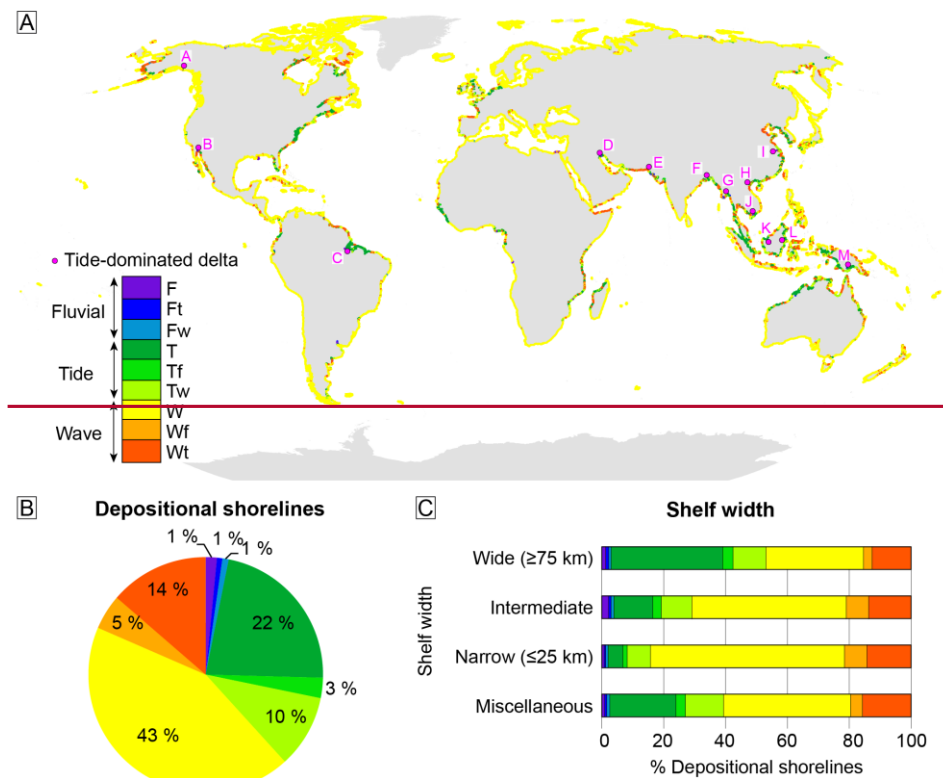 A
A
B
C
D
E
F
G
H
I
J
K
L
M
Tide-dominated delta
Fluvial
F
Ft
Fw
Tide
T
Tf
Tw
Wave
W
Wf
Wt
B
Depositional shorelines
1 %
1 %
1 %
14 %
5 %
22 %
3 %
10 %
43 %
C
Shelf width
Shelf width
Wide (≥75 km)
Intermediate
Narrow (≤25 km)
Miscellaneous
0 20 40 60 80 100
% Depositional shorelines